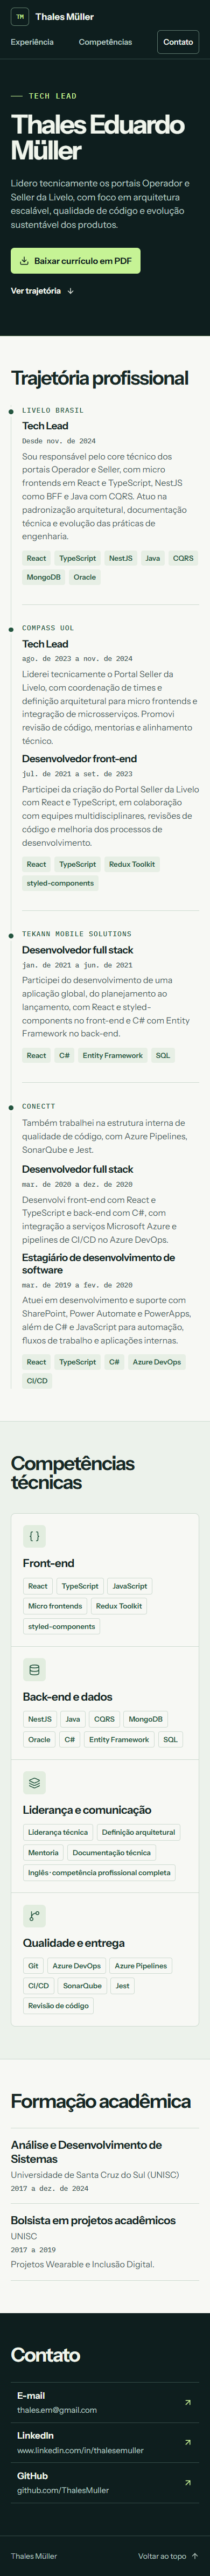 TM Thales Müller
Experiência Competências Contato
TECH LEAD
Thales Eduardo
Müller
Lidero tecnicamente os portais Operador e
Seller da Livelo, com foco em arquitetura
escalável, qualidade de código e evolução
sustentável dos produtos.
Baixar currículo em PDF
Ver trajetória ↓
Trajetória profissional
LIVELO BRASIL
Tech Lead
Desde nov. de 2024
Sou responsável pelo core técnico dos
portais Operador e Seller, com micro
frontends em React e TypeScript, NestJS
como BFF e Java com CQRS. Atuo na
padronização arquitetural, documentação
técnica e evolução das práticas de
engenharia.
React TypeScript NestJS Java CQRS
MongoDB Oracle
COMPASS UOL
Tech Lead
ago. de 2023 a nov. de 2024
Liderei tecnicamente o Portal Seller da
Livelo, com coordenação de times e
definição arquitetural para micro frontends e
integração de microsserviços. Promovi
revisão de código, mentorias e alinhamento
técnico.
Desenvolvedor front-end
jul. de 2021 a set. de 2023
Participei da criação do Portal Seller da Livelo
com React e TypeScript, em colaboração
com equipes multidisciplinares, revisões de
código e melhoria dos processos de
desenvolvimento.
React TypeScript Redux Toolkit
styled-components
TEKANN MOBILE SOLUTIONS
Desenvolvedor full stack
jan. de 2021 a jun. de 2021
Participei do desenvolvimento de uma
aplicação global, do planejamento ao
lançamento, com React e styled-
components no front-end e C# com Entity
Framework no back-end.
React C# Entity Framework SQL
CONECTT
Também trabalhei na estrutura interna de
qualidade de código, com Azure Pipelines,
SonarQube e Jest.
Desenvolvedor full stack
mar. de 2020 a dez. de 2020
Desenvolvi front-end com React e
TypeScript e back-end com C#, com
integração a serviços Microsoft Azure e
pipelines de CI/CD no Azure DevOps.
Estagiário de desenvolvimento de
software
mar. de 2019 a fev. de 2020
Atuei em desenvolvimento e suporte com
SharePoint, Power Automate e PowerApps,
além de C# e JavaScript para automação,
fluxos de trabalho e aplicações internas.
React TypeScript C# Azure DevOps
CI/CD
Competências
técnicas
Front-end
React TypeScript JavaScript
Micro frontends Redux Toolkit
styled-components
Back-end e dados
NestJS Java CQRS MongoDB
Oracle C# Entity Framework SQL
Liderança e comunicação
Liderança técnica Definição arquitetural
Mentoria Documentação técnica
Inglês · competência profissional completa
Qualidade e entrega
Git Azure DevOps Azure Pipelines
CI/CD SonarQube Jest
Revisão de código
Formação acadêmica
Análise e Desenvolvimento de
Sistemas
Universidade de Santa Cruz do Sul (UNISC)
2017 a dez. de 2024
Bolsista em projetos acadêmicos
UNISC
2017 a 2019
Projetos Wearable e Inclusão Digital.
Contato
E-mail
thales.em@gmail.com
LinkedIn
www.linkedin.com/in/thalesemuller
GitHub
github.com/ThalesMuller
Thales Müller Voltar ao topo ↑